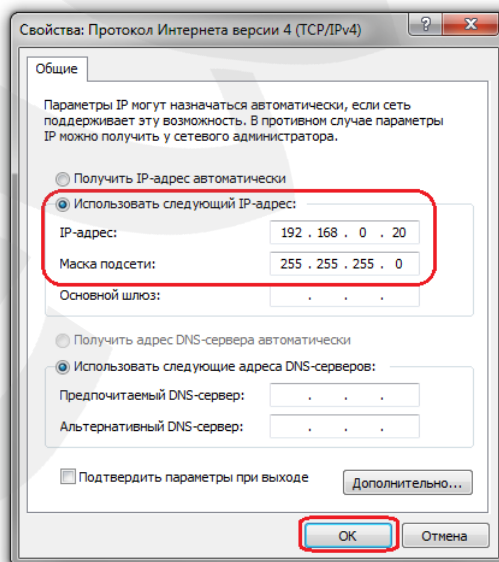 Свойства: Протокол Интернета версии 4 (TCP/IPv4)
Общие
Параметры IP могут назначаться автоматически, если сеть
поддерживает эту возможность. В противном случае параметры
IP можно получить у сетевого администратора.
Получить IP-адрес автоматически
Использовать следующий IP-адрес:
IP-адрес: 192 . 168 . 0 . 20
Маска подсети: 255 . 255 . 255 . 0
Основной шлюз: . . .
Получить адрес DNS-сервера автоматически
Использовать следующие адреса DNS-серверов:
Предпочитаемый DNS-сервер: . . .
Альтернативный DNS-сервер: . . .
Подтвердить параметры при выходе
Дополнительно...
ОК Отмена